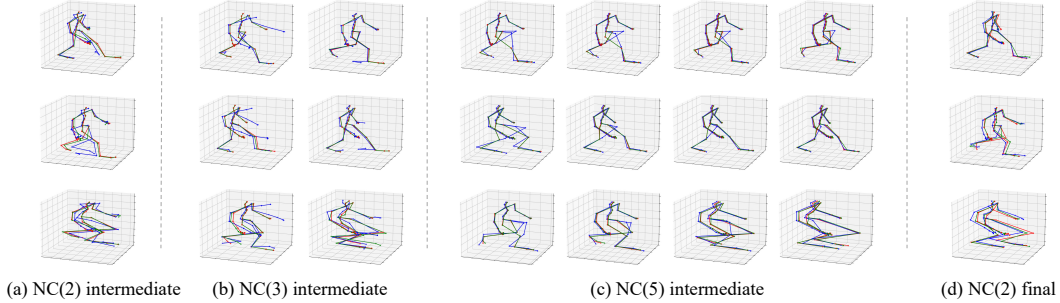 (a) NC(2) intermediate
(b) NC(3) intermediate
(c) NC(5) intermediate
(d) NC(2) final